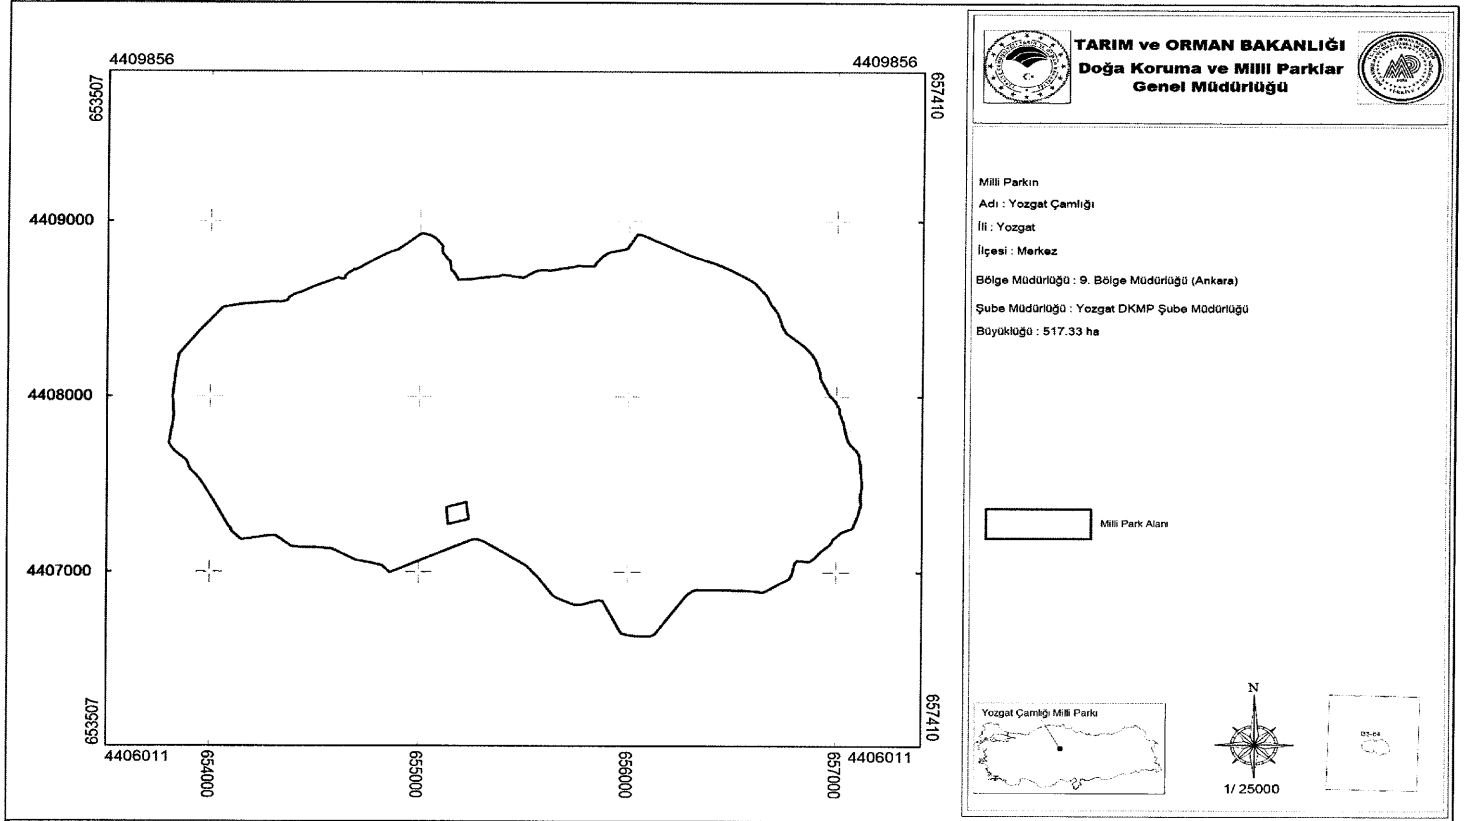 4409856
4409856
653507
657410
4409000
4408000
4407000
653507
657410
4406011
4406011
654000
655000
656000
657000
TARIM ve ORMAN BAKANLIĞI
Doğa Koruma ve Milli Parklar
Genel Müdürlüğü
Milli Parkın
Adı : Yozgat Çamlığı
İli : Yozgat
İlçesi : Merkez
Bölge Müdürlüğü : 9. Bölge Müdürlüğü (Ankara)
Şube Müdürlüğü : Yozgat DKMP Şube Müdürlüğü
Büyüklüğü : 517.33 ha
Milli Park Alanı
Yozgat Çamlığı Milli Parkı
N
1/ 25000